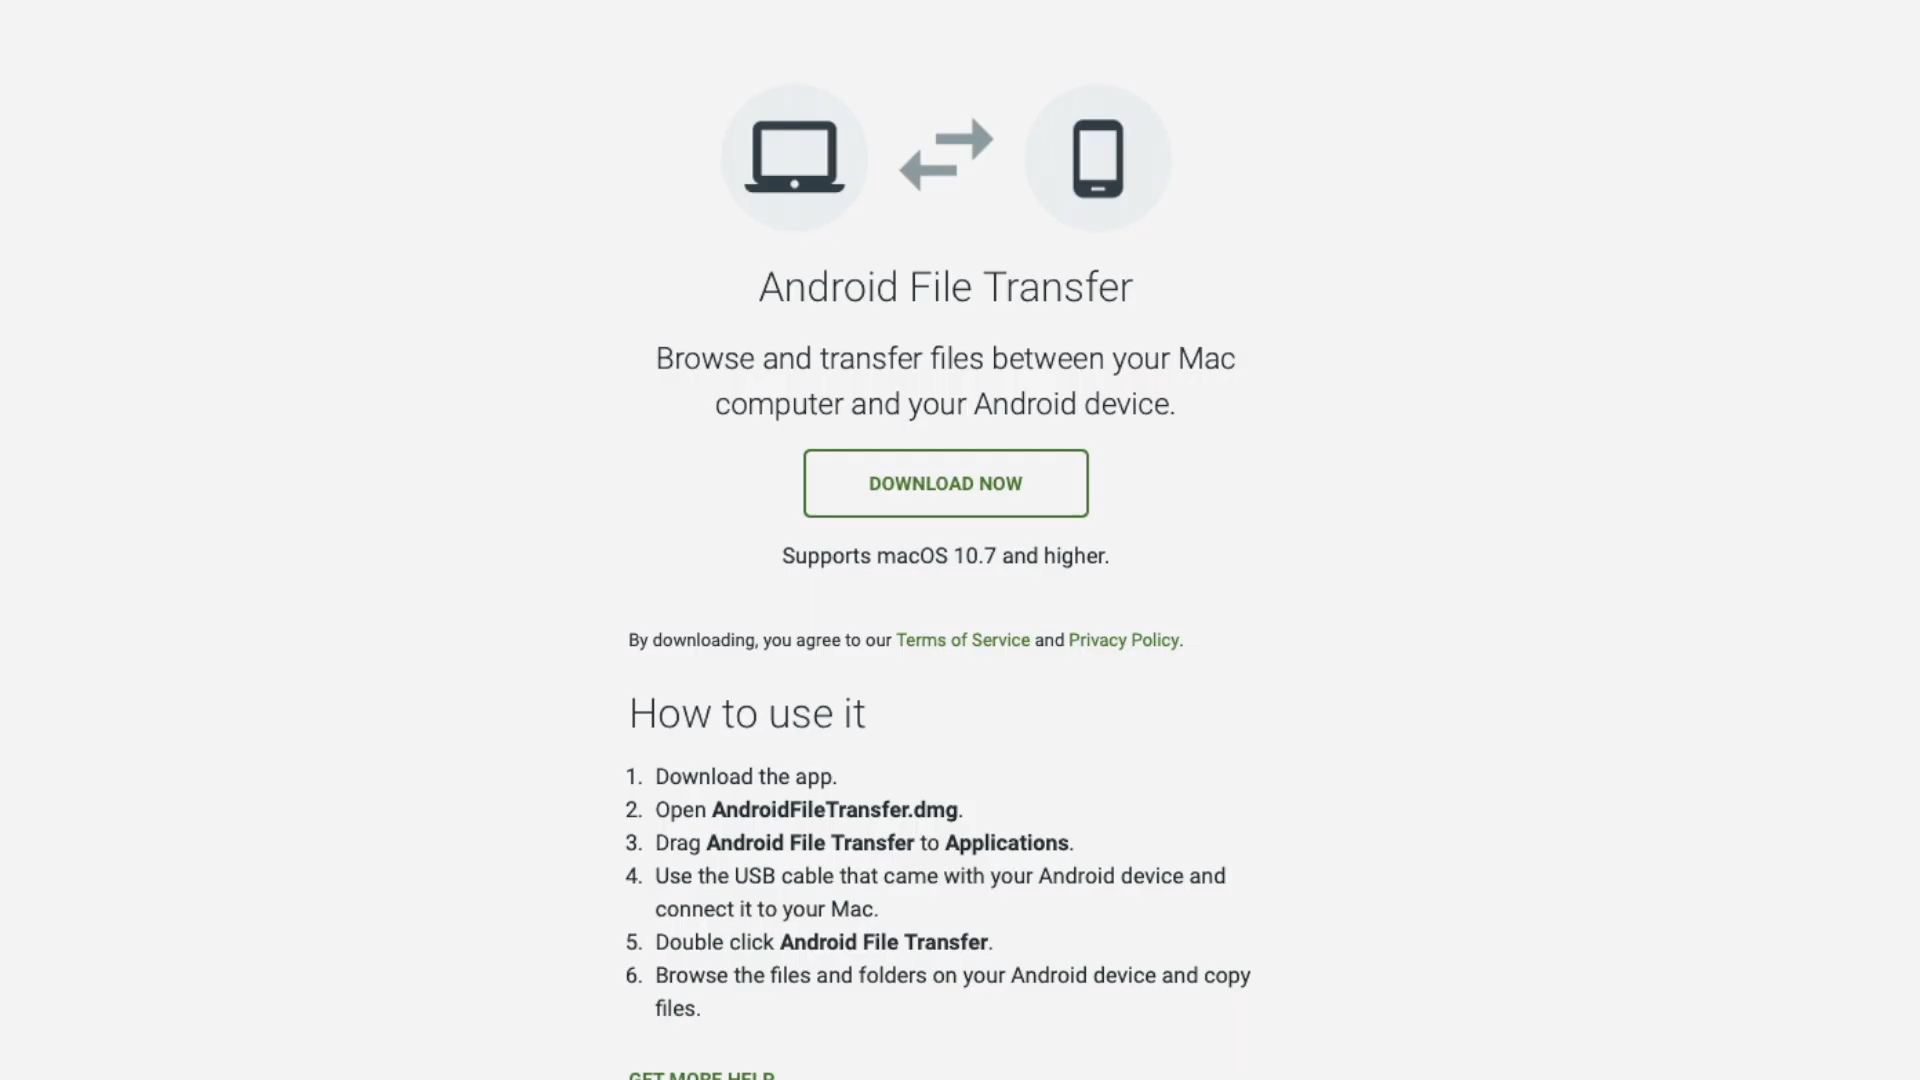 Android File Transfer
Browse and transfer files between your Mac
computer and your Android device.
DOWNLOAD NOW
Supports macOS 10.7 and higher.
By downloading, you agree to our Terms of Service and Privacy Policy.
How to use it
1. Download the app.
2. Open AndroidFileTransfer.dmg.
3. Drag Android File Transfer to Applications.
4. Use the USB cable that came with your Android device and
connect it to your Mac.
5. Double click Android File Transfer.
6. Browse the files and folders on your Android device and copy
files.
GET MORE HELP